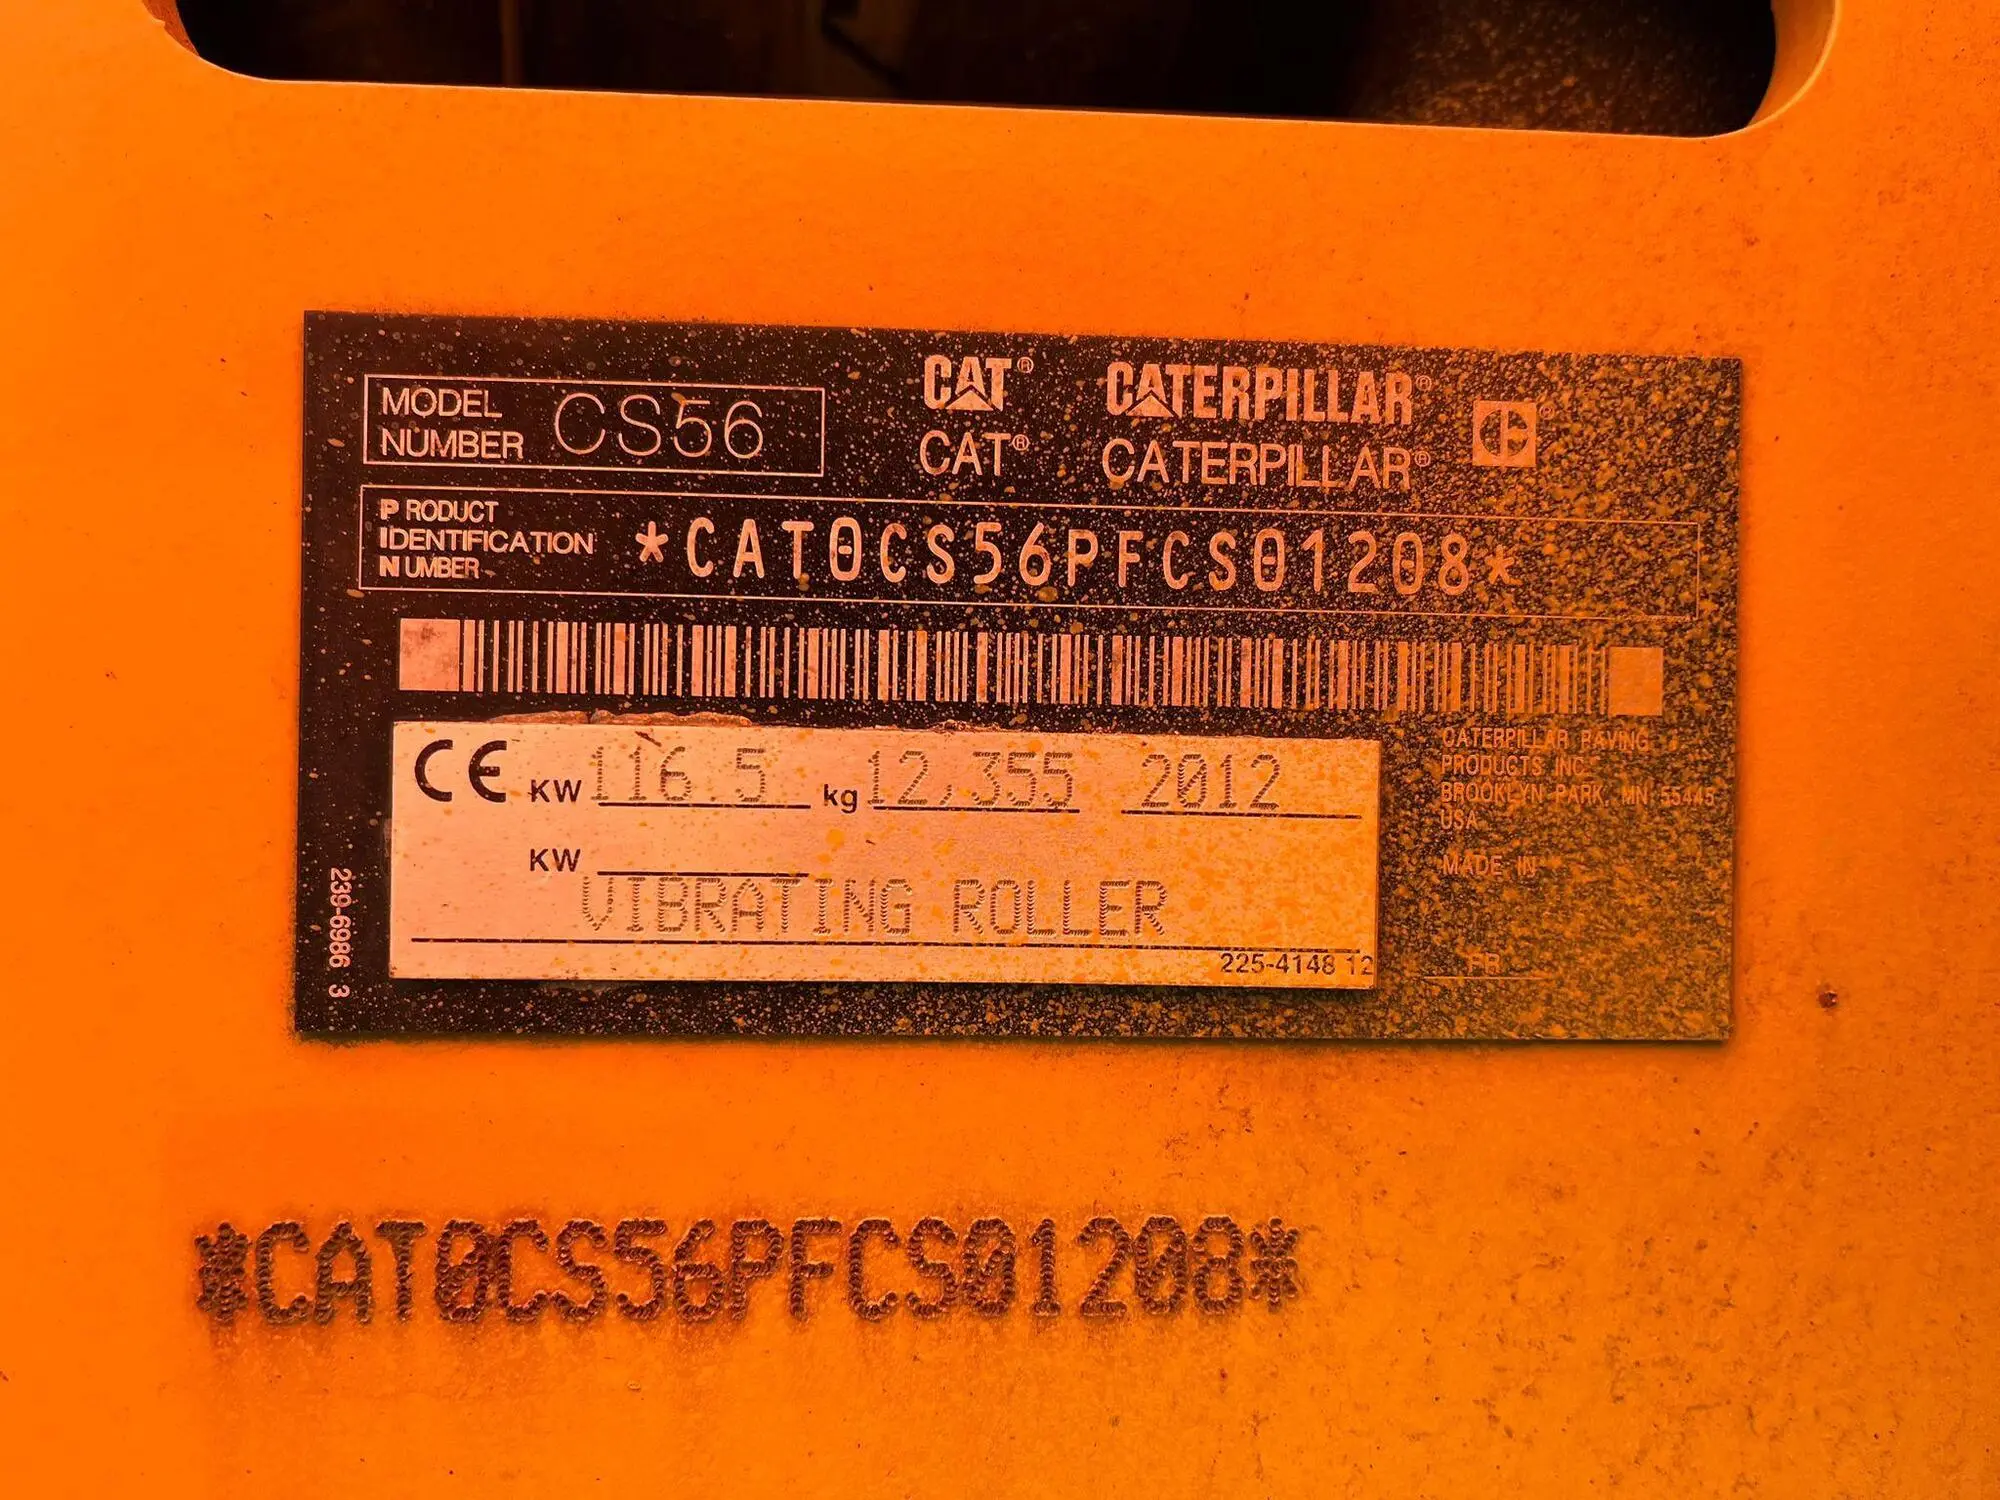 MODEL NUMBER CS56
CAT® CATERPILLAR®
CAT® CATERPILLAR®
PRODUCT IDENTIFICATION NUMBER *CAT0CS56PFCS01208*
CE KW 116.5 kg 12,355 2012
KW
VIBRATING ROLLER
225-4148 12
CATERPILLAR PAVING
PRODUCTS INC.
BROOKLYN PARK, MN 55445
USA
MADE IN
FR
239-6986 3
*CAT0CS56PFCS01208*